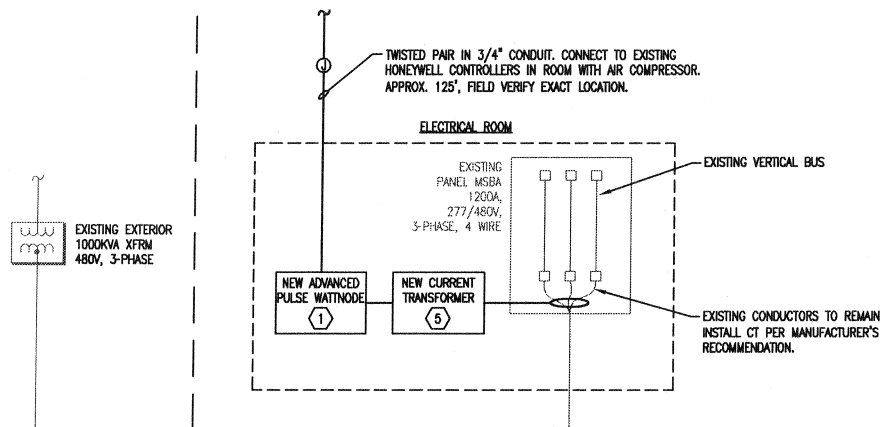 TWISTED PAIR IN 3/4" CONDUIT. CONNECT TO EXISTING
HONEYWELL CONTROLLERS IN ROOM WITH AIR COMPRESSOR.
APPROX. 125', FIELD VERIFY EXACT LOCATION.
J
ELECTRICAL ROOM
EXISTING
PANEL MSBA
1200A,
277/480V,
3-PHASE, 4 WIRE
EXISTING VERTICAL BUS
EXISTING EXTERIOR
1000KVA XFRM
480V, 3-PHASE
NEW ADVANCED
PULSE WATTNODE
1
NEW CURRENT
TRANSFORMER
5
EXISTING CONDUCTORS TO REMAIN
INSTALL CT PER MANUFACTURER'S
RECOMMENDATION.